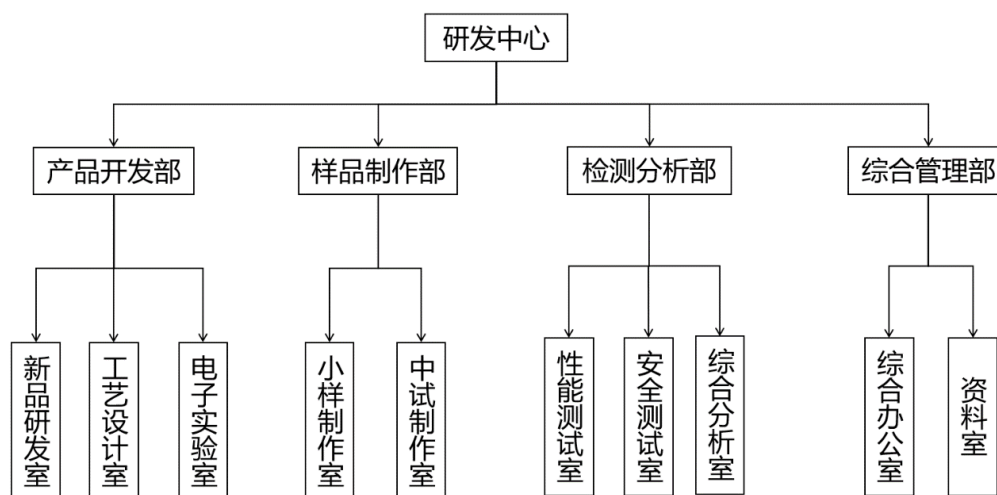 研发中心
产品开发部
样品制作部
检测分析部
综合管理部
新品研发室
工艺设计室
电子实验室
小样制作室
中试制作室
性能测试室
安全测试室
综合分析室
综合办公室
资料室